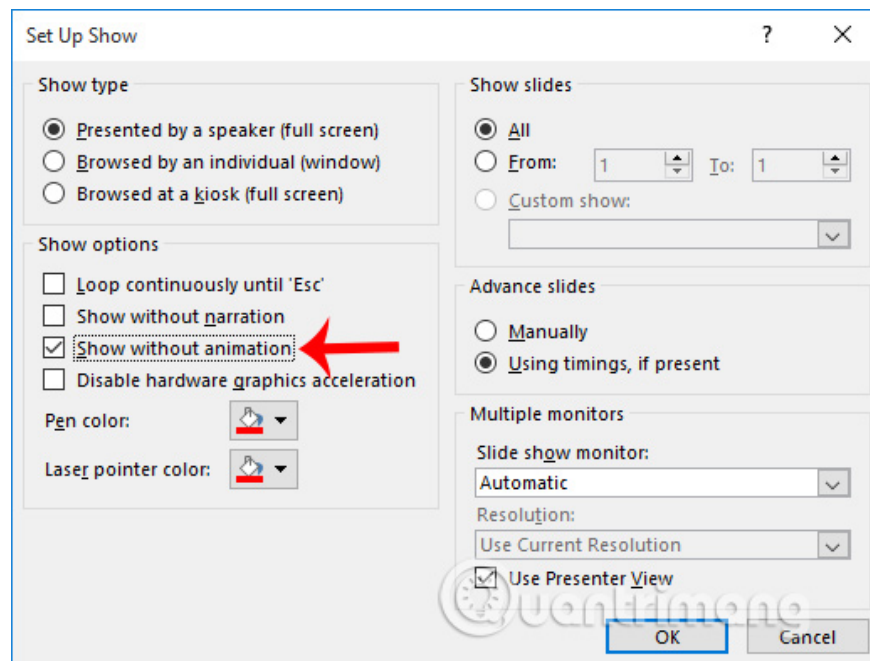 Set Up Show
?
Show type
Presented by a speaker (full screen)
Browsed by an individual (window)
Browsed at a kiosk (full screen)
Show options
Loop continuously until 'Esc'
Show without narration
Show without animation
Disable hardware graphics acceleration
Pen color:
Laser pointer color:
Show slides
All
From: 1 To: 1
Custom show:
Advance slides
Manually
Using timings, if present
Multiple monitors
Slide show monitor:
Automatic
Resolution:
Use Current Resolution
Use Presenter View
Quantrimang
OK Cancel